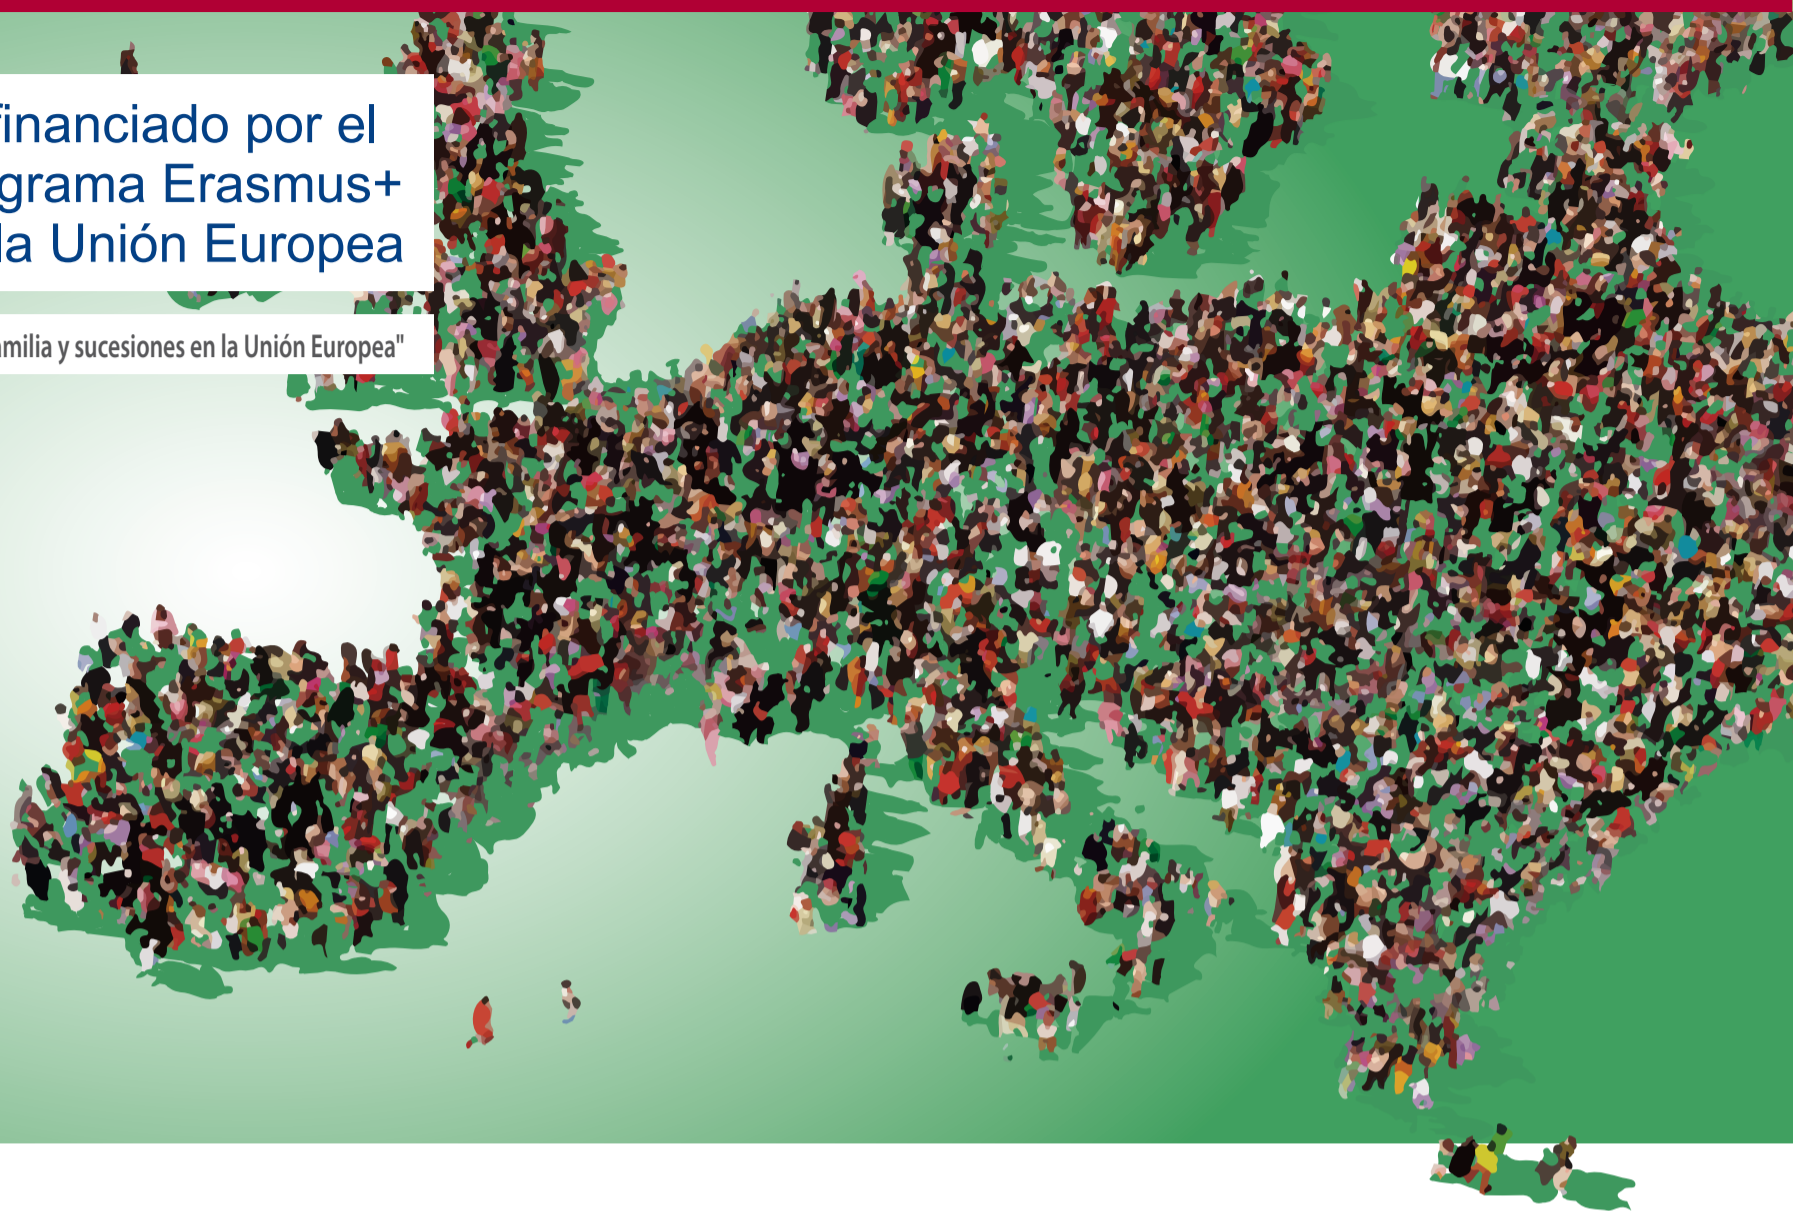 financiado por el
grama Erasmus+
la Unión Europea
amilia y sucesiones en la Unión Europea"